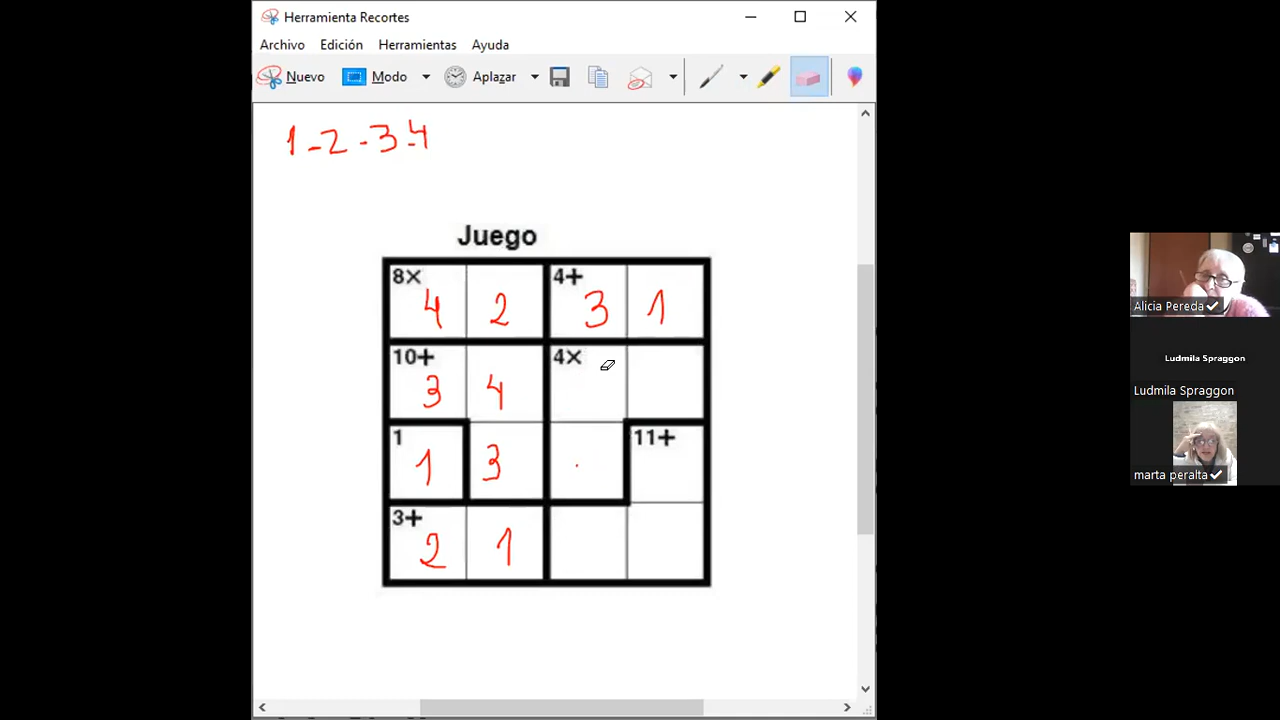 Herramienta Recortes
Archivo Edición Herramientas Ayuda
Nuevo Modo Aplazar
1-2-3-4
Juego
8× 4+
4 2 3 1
10+ 4×
3 4
1 11+
1 3
3+
2 1
Alicia Pereda
Ludmila Spraggon
Ludmila Spraggon
marta peralta